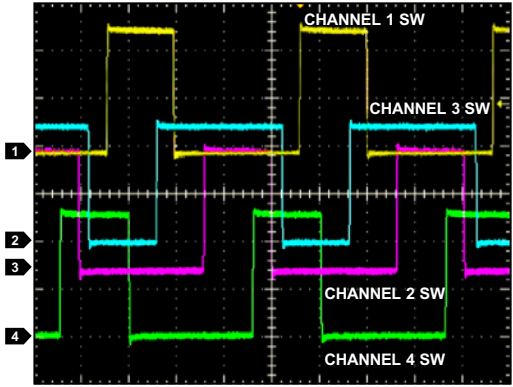 CHANNEL 1 SW
CHANNEL 3 SW
1
2
3
CHANNEL 2 SW
4
CHANNEL 4 SW